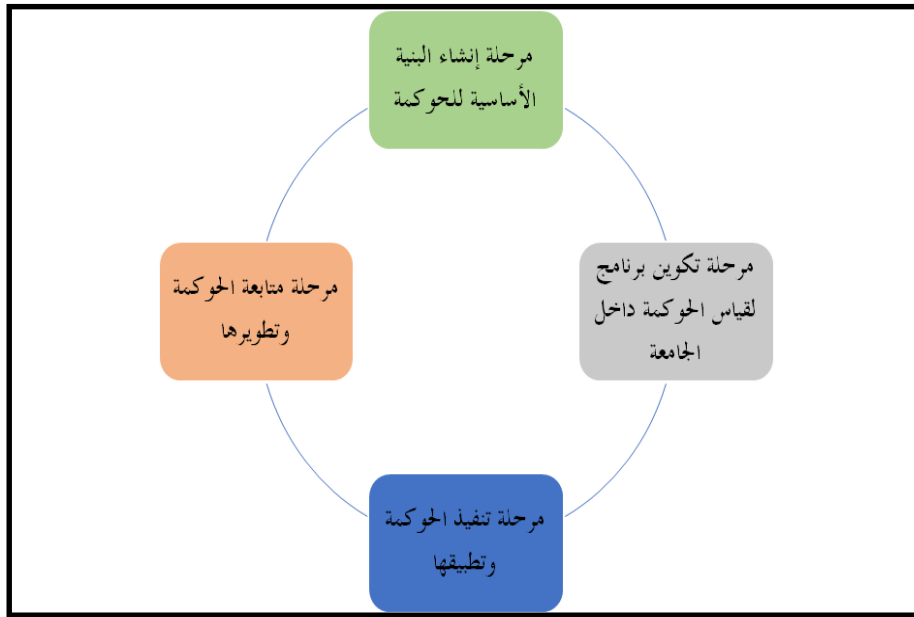 مرحلة إنشاء البنية
الأساسية للحوكمة
مرحلة تكوين برنامج
لقياس الحوكمة داخل
الجامعة
مرحلة تنفيذ الحوكمة
وتطبيقها
مرحلة متابعة الحوكمة
وتطويرها